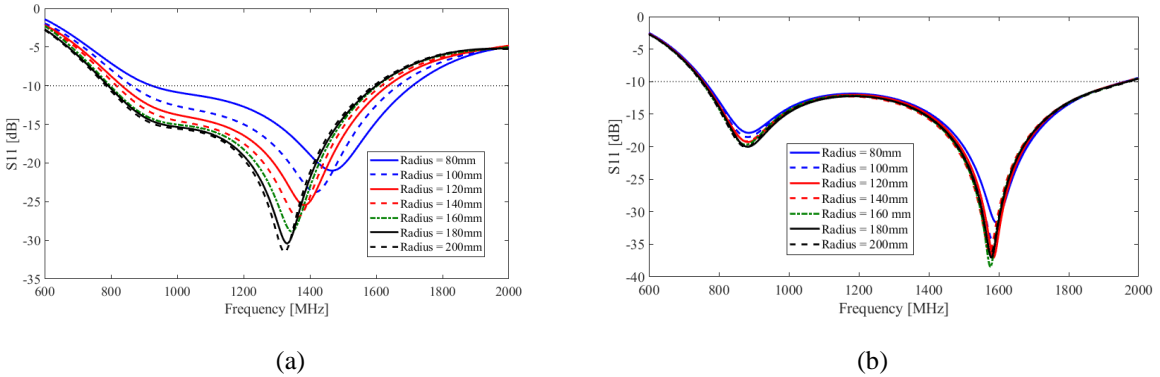 0
-5
-10
-15
-20
-25
-30
-35
S11 [dB]
600 800 1000 1200 1400 1600 1800 2000
Frequency [MHz]
Radius = 80mm
Radius = 100mm
Radius = 120mm
Radius = 140mm
Radius = 160mm
Radius = 180mm
Radius = 200mm
(a)
0
-5
-10
-15
-20
-25
-30
-35
-40
S11 [dB]
600 800 1000 1200 1400 1600 1800 2000
Frequency [MHz]
Radius = 80mm
Radius = 100mm
Radius = 120mm
Radius = 140mm
Radius = 160 mm
Radius = 180mm
Radius = 200mm
(b)